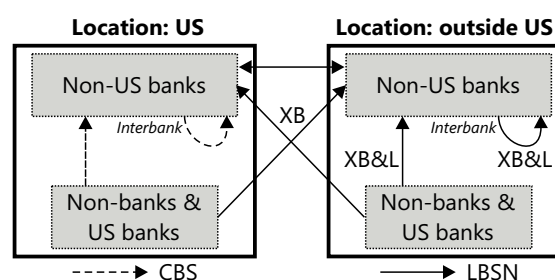 Location: US
Location: outside US
Non-US banks
Non-US banks
Interbank
XB
Interbank
XB&L
XB&L
Non-banks &
US banks
Non-banks &
US banks
CBS
LBSN